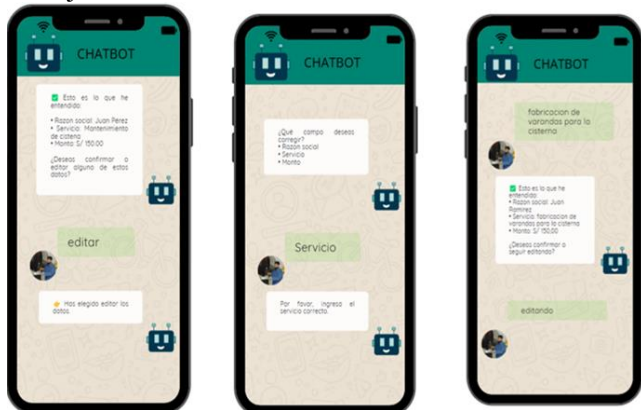 CHATBOT
✅ Esto es lo que he
entendido:
• Razon social: Juan Perez
• Servicio: Mantenimiento
de cisterna
• Monto: S/ 150.00
¿Deseas confirmar o
editar alguno de estos
datos?
editar
👉 Has elegido editar los
datos.
CHATBOT
¿Qué campo deseas
corregir?
• Razon social
• Servicio
• Monto
Servicio
Por favor, ingresa el
servicio correcto.
CHATBOT
fabricacion de
varandas para la
cisterna
✅ Esto es lo que he
entendido:
• Razon social: Juan
Ramirez
• Servicio: fabricacion de
varandas para la cisterna
• Monto: S/ 150.00
¿Deseas confirmar o
seguir editando?
editando